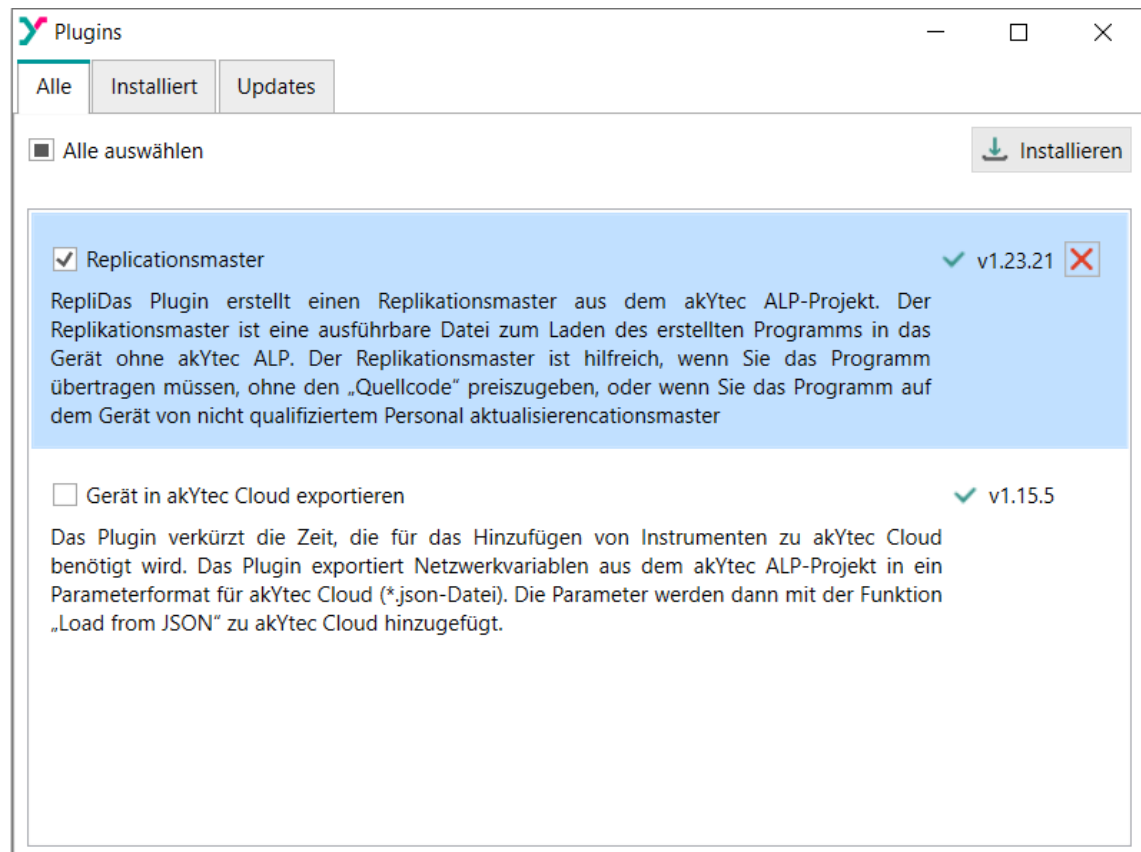 Plugins
Alle Installiert Updates
Alle auswählen Installieren
Replicationsmaster v1.23.21
RepliDas Plugin erstellt einen Replikationsmaster aus dem akYtec ALP-Projekt. Der
Replikationsmaster ist eine ausführbare Datei zum Laden des erstellten Programms in das
Gerät ohne akYtec ALP. Der Replikationsmaster ist hilfreich, wenn Sie das Programm
übertragen müssen, ohne den „Quellcode“ preiszugeben, oder wenn Sie das Programm auf
dem Gerät von nicht qualifiziertem Personal aktualisierencationsmaster
Gerät in akYtec Cloud exportieren v1.15.5
Das Plugin verkürzt die Zeit, die für das Hinzufügen von Instrumenten zu akYtec Cloud
benötigt wird. Das Plugin exportiert Netzwerkvariablen aus dem akYtec ALP-Projekt in ein
Parameterformat für akYtec Cloud (*.json-Datei). Die Parameter werden dann mit der Funktion
„Load from JSON“ zu akYtec Cloud hinzugefügt.